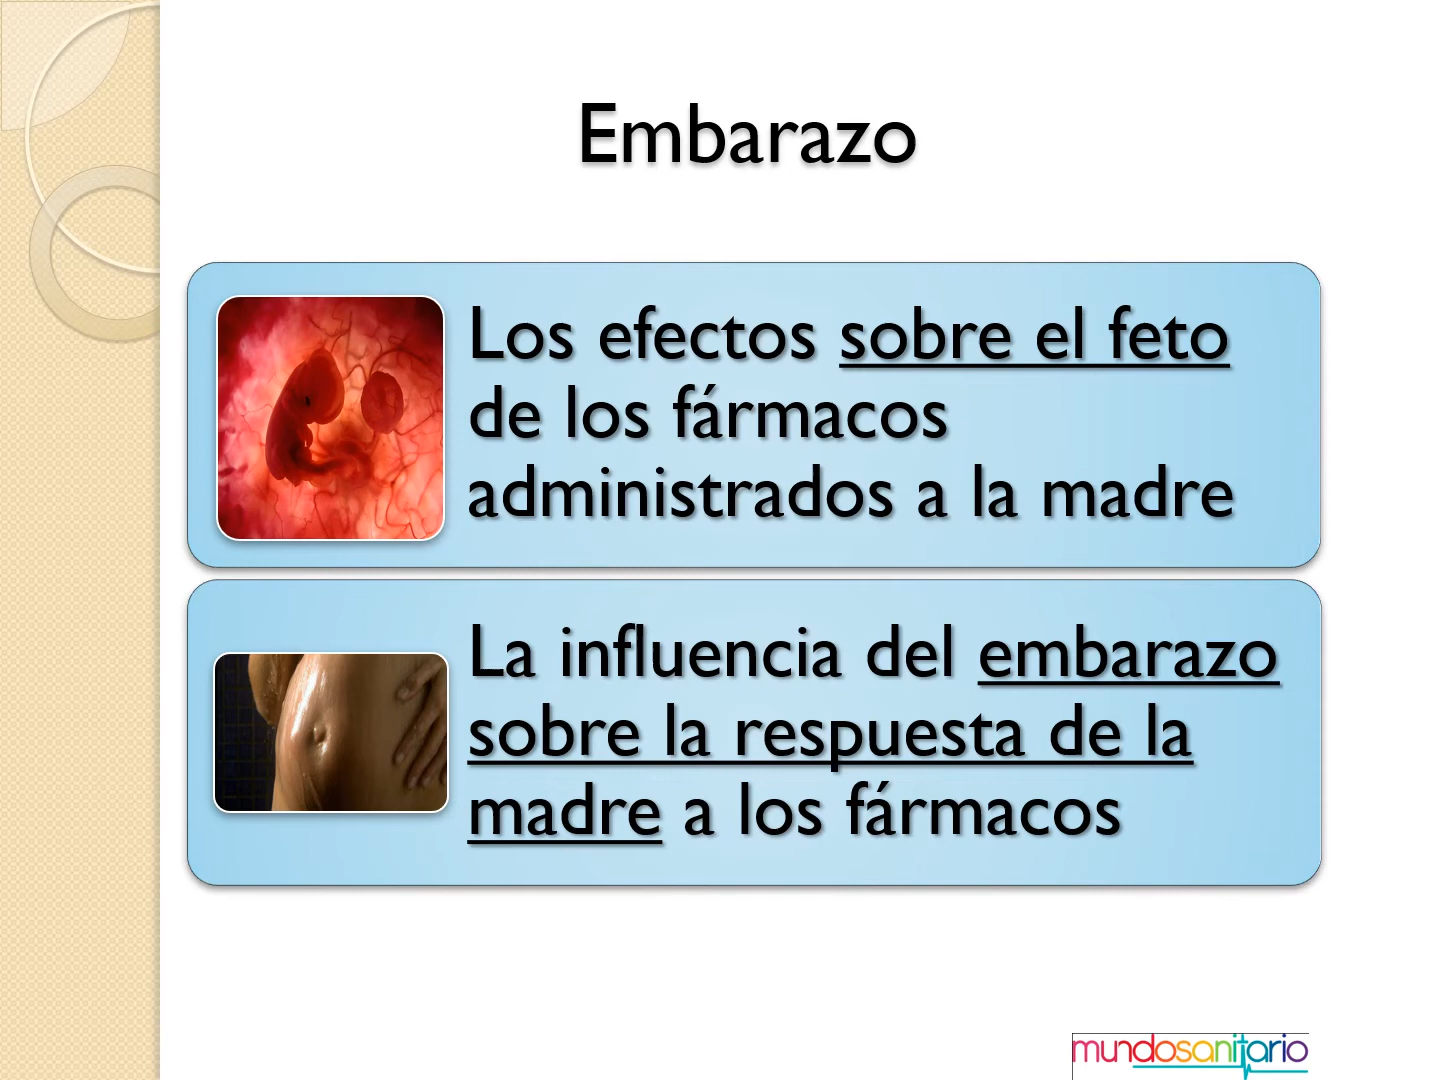 Embarazo
Los efectos sobre el feto
de los fármacos
administrados a la madre
La influencia del embarazo
sobre la respuesta de la
madre a los fármacos
mundosanitario